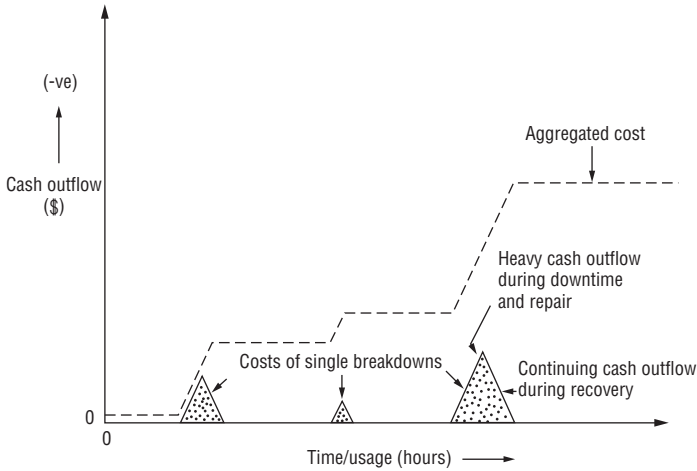 (-ve)
Cash outflow
($)
Aggregated cost
Heavy cash outflow
during downtime
and repair
Costs of single breakdowns
Continuing cash outflow
during recovery
0
0
Time/usage (hours)